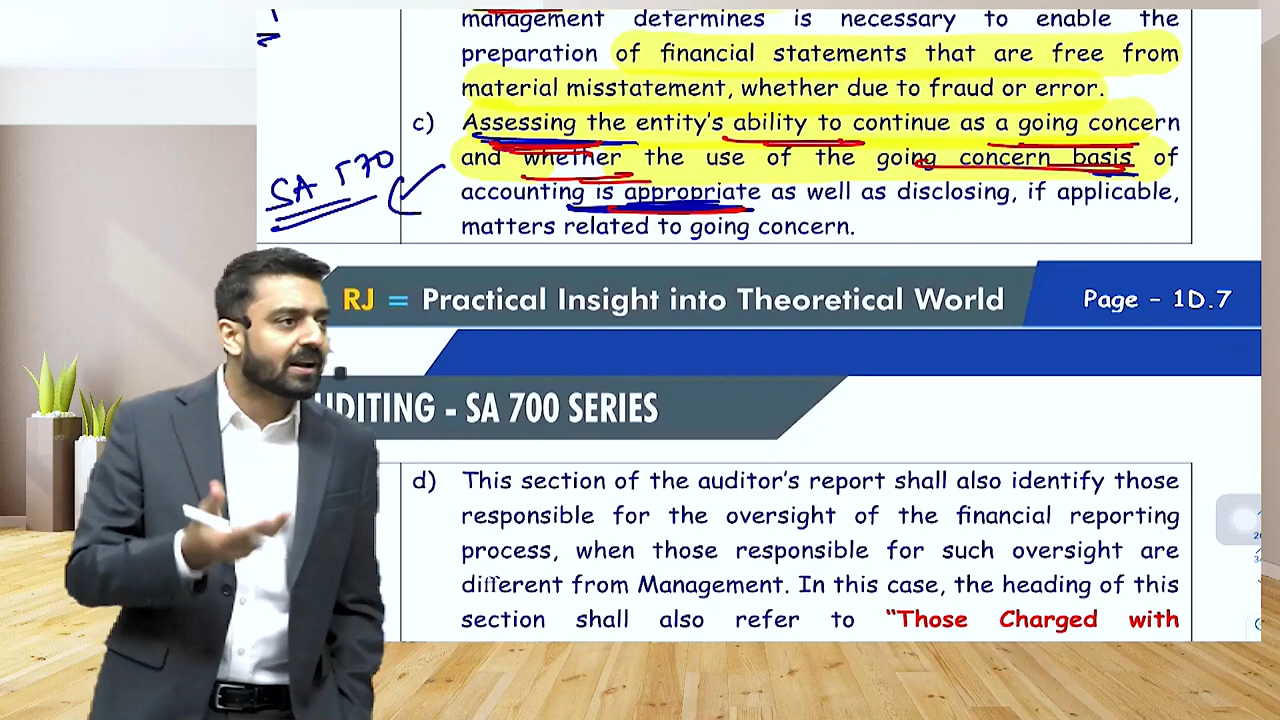 management determines is necessary to enable the
preparation of financial statements that are free from
material misstatement, whether due to fraud or error.
c) Assessing the entity's ability to continue as a going concern
and whether the use of the going concern basis of
accounting is appropriate as well as disclosing, if applicable,
matters related to going concern.
SA 570
RJ = Practical Insight into Theoretical World
Page - 1D.7
UDITING - SA 700 SERIES
d) This section of the auditor's report shall also identify those
responsible for the oversight of the financial reporting
process, when those responsible for such oversight are
different from Management. In this case, the heading of this
section shall also refer to "Those Charged with